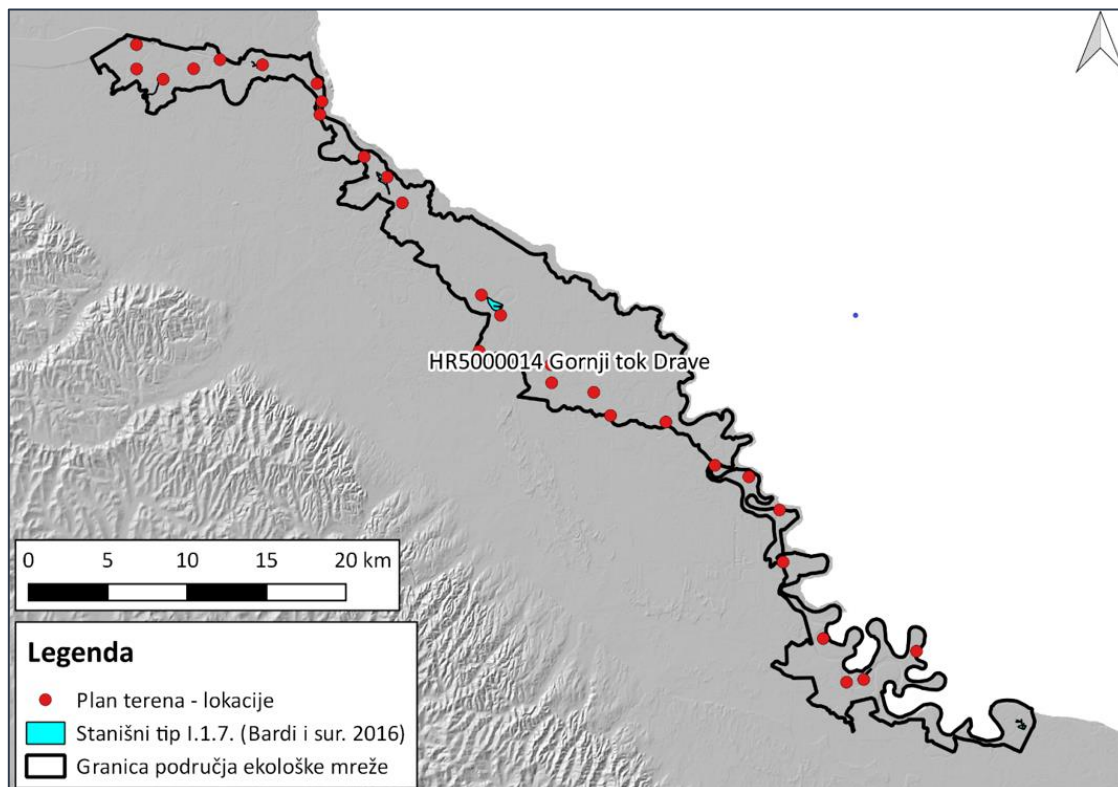 HR5000014 Gornji tok Drave
0 5 10 15 20 km
Legenda
Plan terena - lokacije
Stanišni tip I.1.7. (Bardi i sur. 2016)
Granica područja ekološke mreže